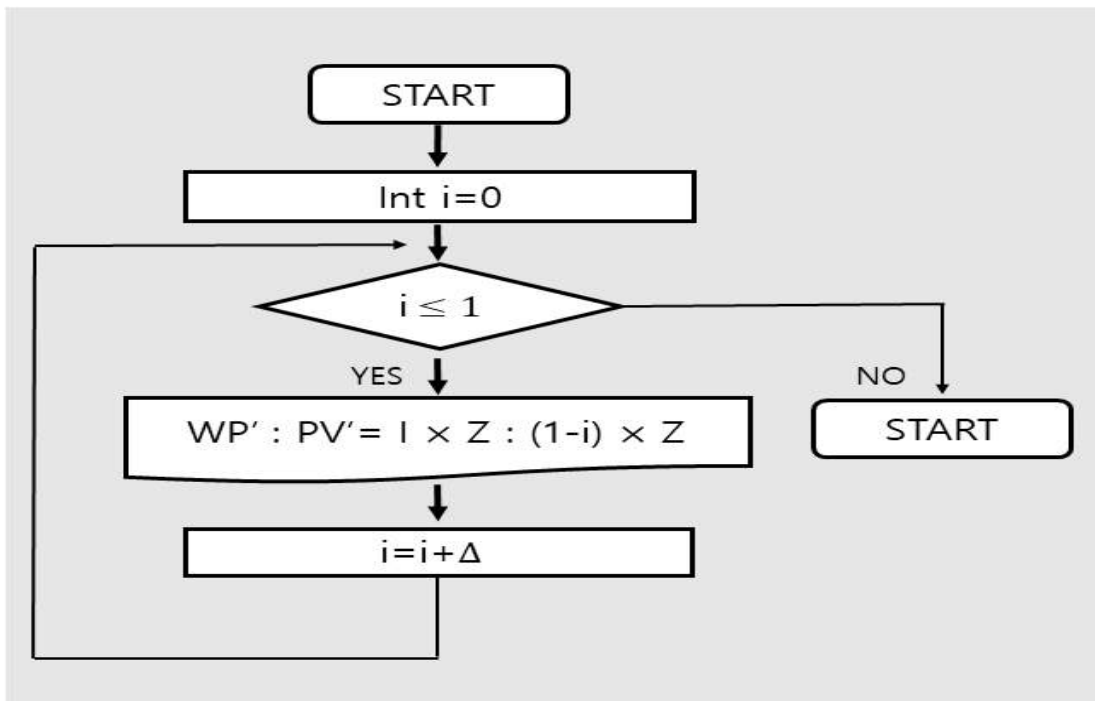 START
Int i=0
i ≤ 1
YES
NO
WP’ : PV’= I × Z : (1-i) × Z
START
i=i+Δ